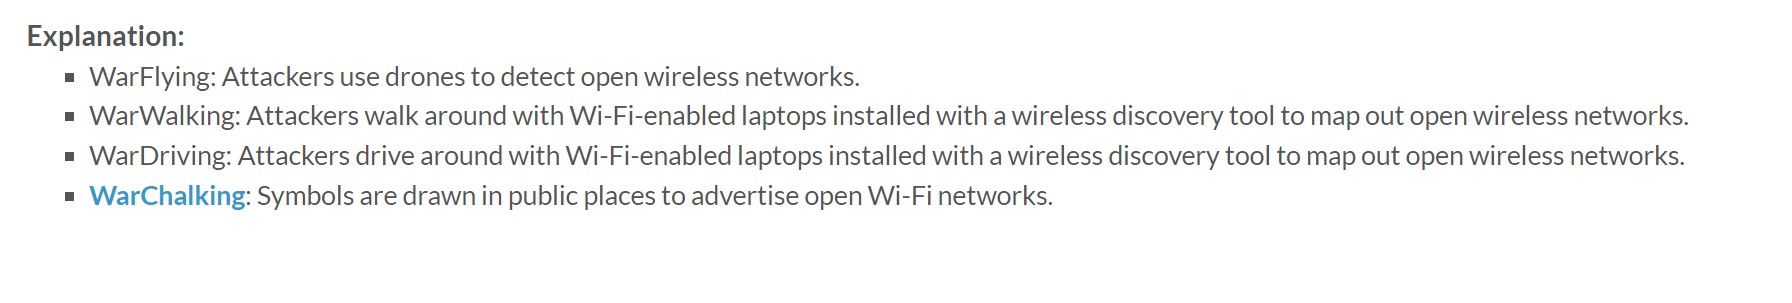 Explanation:
▪ WarFlying: Attackers use drones to detect open wireless networks.
▪ WarWalking: Attackers walk around with Wi-Fi-enabled laptops installed with a wireless discovery tool to map out open wireless networks.
▪ WarDriving: Attackers drive around with Wi-Fi-enabled laptops installed with a wireless discovery tool to map out open wireless networks.
▪ WarChalking: Symbols are drawn in public places to advertise open Wi-Fi networks.